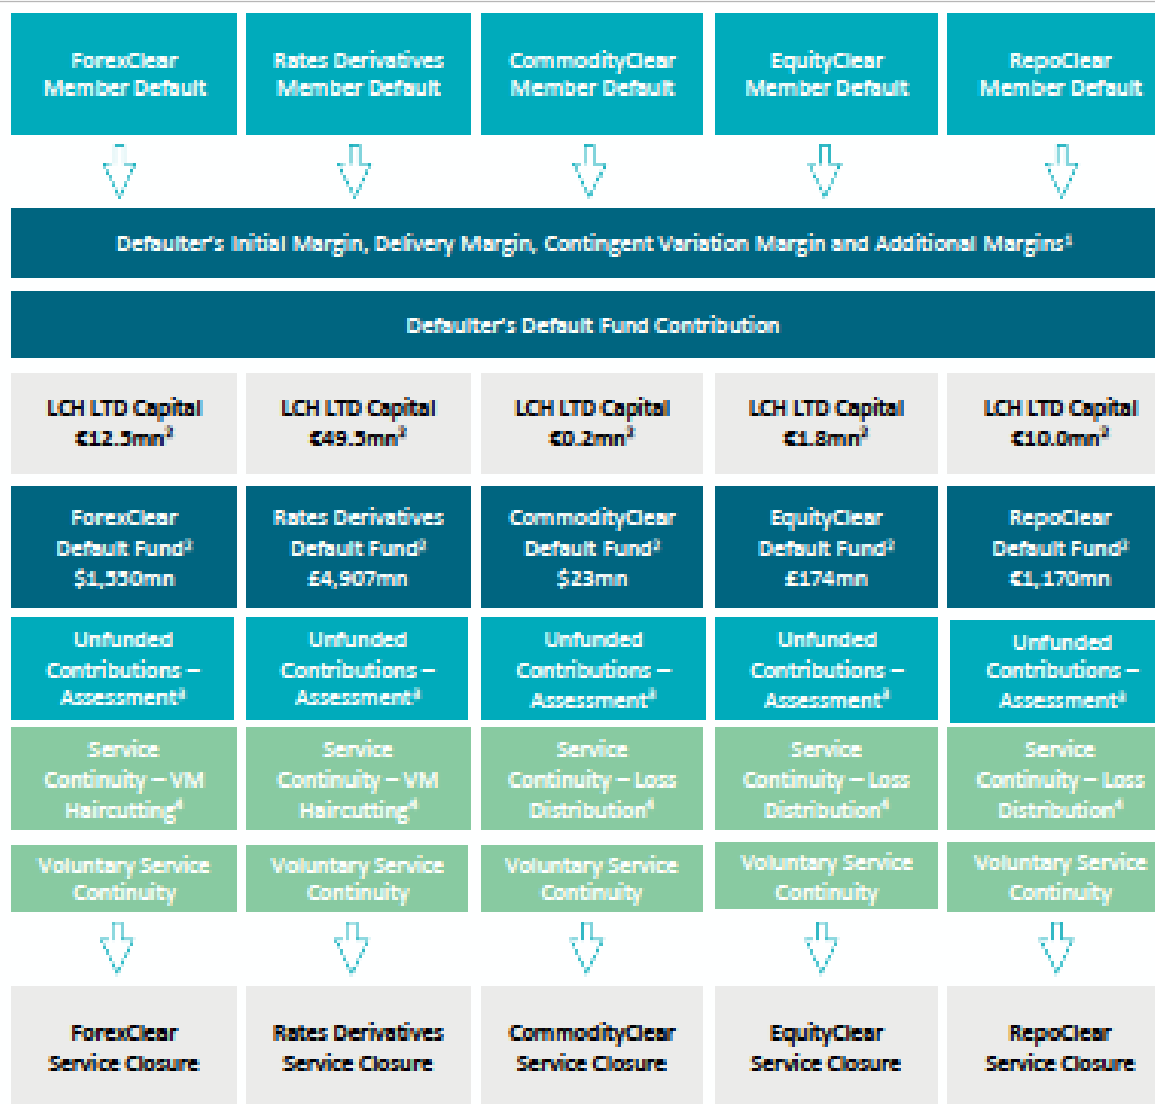 ForexClear Member Default
Rates Derivatives Member Default
CommodityClear Member Default
EquityClear Member Default
RepoClear Member Default
Defaulter's Initial Margin, Delivery Margin, Contingent Variation Margin and Additional Margins¹
Defaulter's Default Fund Contribution
LCH LTD Capital
LCH LTD Capital
LCH LTD Capital
€0.2mn²
LCH LTD Capital
€1.8mn²
LCH LTD Capital
€10.0mn²
ForexClear
Default Fund²
Rates Derivatives
Default Fund²
£4,907mn
CommodityClear
Default Fund²
$23mn
EquityClear
Default Fund²
£174mn
RepoClear
Default Fund²
€1,170mn
Unfunded
Contributions –
Assessment³
Unfunded
Contributions –
Assessment³
Unfunded
Contributions –
Assessment³
Unfunded
Contributions –
Assessment³
Unfunded
Contributions –
Assessment³
Service
Continuity – VM
Haircutting⁴
Service
Continuity – VM
Haircutting⁴
Service
Continuity – Loss
Distribution⁴
Service
Continuity – Loss
Distribution⁴
Service
Continuity – Loss
Distribution⁴
Voluntary Service
Continuity
Voluntary Service
Continuity
Voluntary Service
Continuity
Voluntary Service
Continuity
Voluntary Service
Continuity
ForexClear
Service Closure
Rates Derivatives
Service Closure
CommodityClear
Service Closure
EquityClear
Service Closure
RepoClear
Service Closure